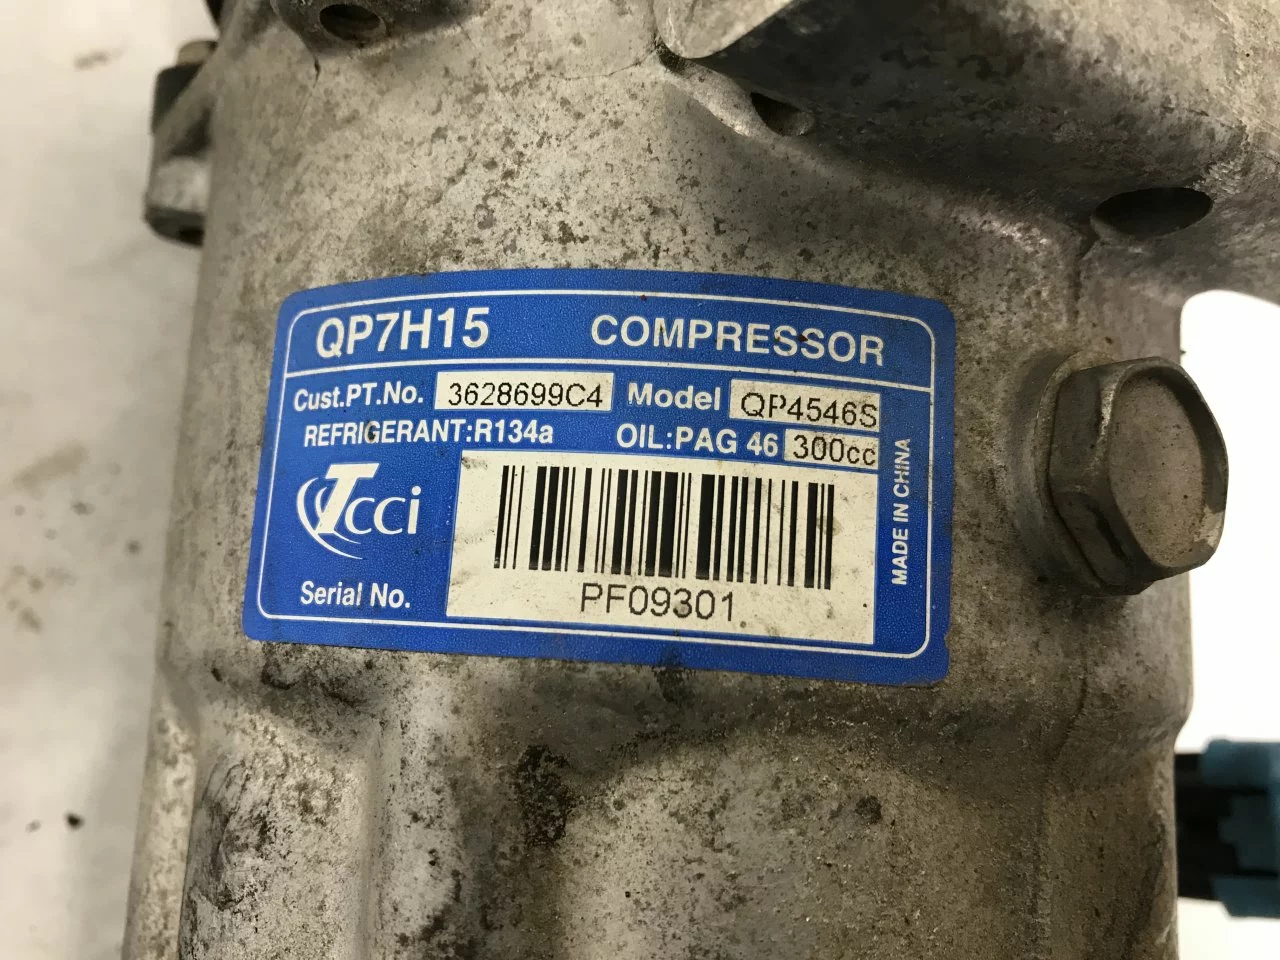 QP7H15 COMPRESSOR
Cust.PT.No. 3628699C4 Model QP4546S
REFRIGERANT:R134a OIL:PAG 46 300cc
Tcci
MADE IN CHINA
Serial No. PF09301